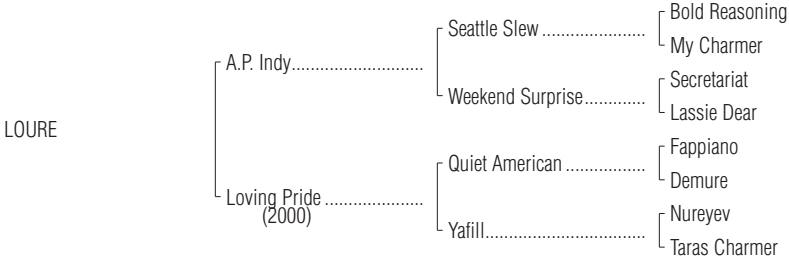 Bold Reasoning
Seattle Slew ......................
My Charmer
A.P. Indy............................
Secretariat
Weekend Surprise.............
Lassie Dear
LOURE
Fappiano
Quiet American .................
Demure
Loving Pride .....................
(2000)
Nureyev
Yafill..................................
Taras Charmer